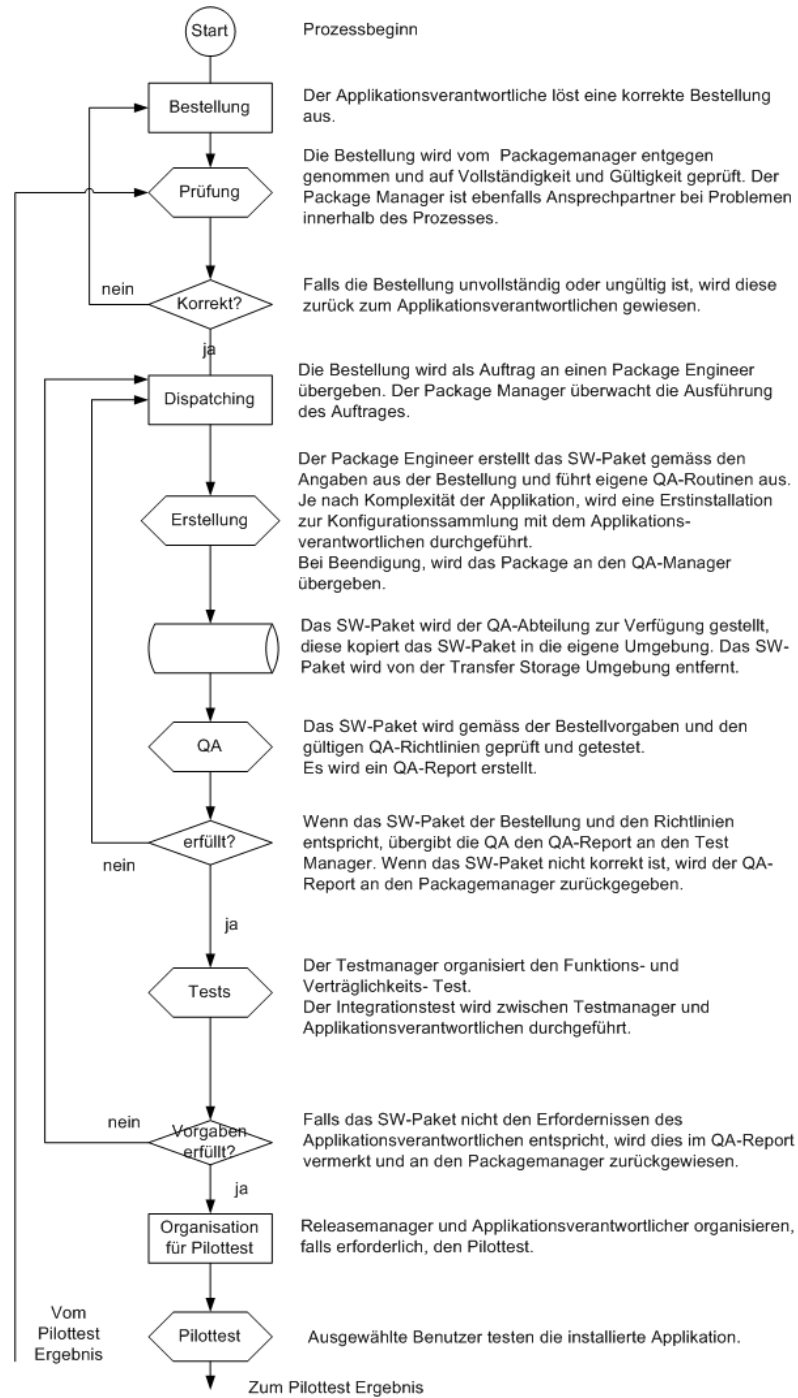 Start
Prozessbeginn
Bestellung
Der Applikationsverantwortliche löst eine korrekte Bestellung
aus.
Prüfung
Die Bestellung wird vom Packagemanager entgegen
genommen und auf Vollständigkeit und Gültigkeit geprüft. Der
Package Manager ist ebenfalls Ansprechpartner bei Problemen
innerhalb des Prozesses.
nein
Korrekt?
Falls die Bestellung unvollständig oder ungültig ist, wird diese
zurück zum Applikationsverantwortlichen gewiesen.
ja
Dispatching
Die Bestellung wird als Auftrag an einen Package Engineer
übergeben. Der Package Manager überwacht die Ausführung
des Auftrages.
Erstellung
Der Package Engineer erstellt das SW-Paket gemäss den
Angaben aus der Bestellung und führt eigene QA-Routinen aus.
Je nach Komplexität der Applikation, wird eine Erstinstallation
zur Konfigurationssammlung mit dem Applikations-
verantwortlichen durchgeführt.
Bei Beendigung, wird das Package an den QA-Manager
übergeben.
Das SW-Paket wird der QA-Abteilung zur Verfügung gestellt,
diese kopiert das SW-Paket in die eigene Umgebung. Das SW-
Paket wird von der Transfer Storage Umgebung entfernt.
QA
Das SW-Paket wird gemäss der Bestellvorgaben und den
gültigen QA-Richtlinien geprüft und getestet.
Es wird ein QA-Report erstellt.
erfüllt?
nein
Wenn das SW-Paket der Bestellung und den Richtlinien
entspricht, übergibt die QA den QA-Report an den Test
Manager. Wenn das SW-Paket nicht korrekt ist, wird der QA-
Report an den Packagemanager zurückgegeben.
ja
Tests
Der Testmanager organisiert den Funktions- und
Verträglichkeits- Test.
Der Integrationstest wird zwischen Testmanager und
Applikationsverantwortlichen durchgeführt.
nein
Vorgaben
erfüllt?
Falls das SW-Paket nicht den Erfordernissen des
Applikationsverantwortlichen entspricht, wird dies im QA-Report
vermerkt und an den Packagemanager zurückgewiesen.
ja
Organisation
für Pilottest
Releasemanager und Applikationsverantwortlicher organisieren,
falls erforderlich, den Pilottest.
Vom
Pilottest
Ergebnis
Pilottest
Ausgewählte Benutzer testen die installierte Applikation.
Zum Pilottest Ergebnis